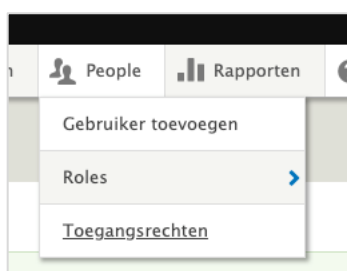 People Rapporten
Gebruiker toevoegen
Roles
Toegangsrechten